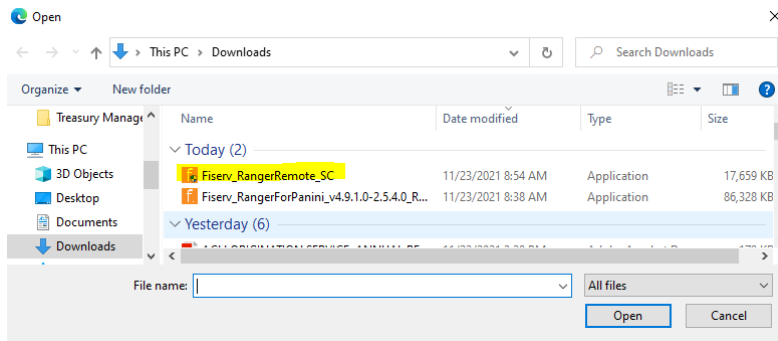 Open
This PC > Downloads
Search Downloads
Organize New folder
Treasury Manage
Name Date modified Type Size
This PC
Today (2)
3D Objects
Fiserv_RangerRemote_SC 11/23/2021 8:54 AM Application 17,659 KB
Desktop
Fiserv_RangerForPanini_v4.9.1.0-2.5.4.0_R... 11/23/2021 8:38 AM Application 86,328 KB
Documents
Yesterday (6)
Downloads
File name: All files
Open Cancel